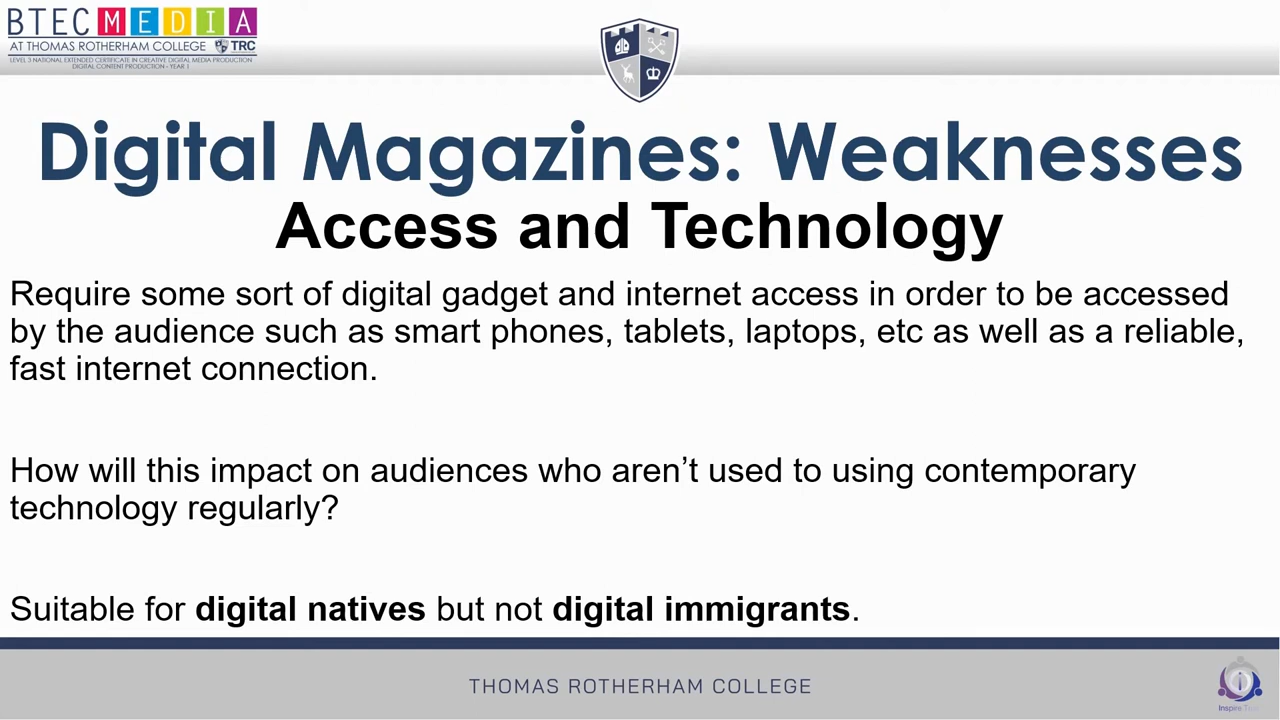 BTEC MEDIA
AT THOMAS ROTHERHAM COLLEGE TRC
LEVEL 3 NATIONAL EXTENDED CERTIFICATE IN CREATIVE DIGITAL MEDIA PRODUCTION
DIGITAL CONTENT PRODUCTION - YEAR 1
Digital Magazines: Weaknesses
Access and Technology
Require some sort of digital gadget and internet access in order to be accessed
by the audience such as smart phones, tablets, laptops, etc as well as a reliable,
fast internet connection.
How will this impact on audiences who aren’t used to using contemporary
technology regularly?
Suitable for digital natives but not digital immigrants.
THOMAS ROTHERHAM COLLEGE
Inspire